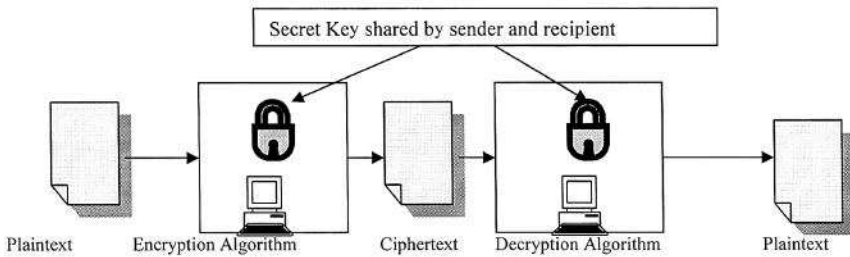 Secret Key shared by sender and recipient
Plaintext Encryption Algorithm Ciphertext Decryption Algorithm Plaintext